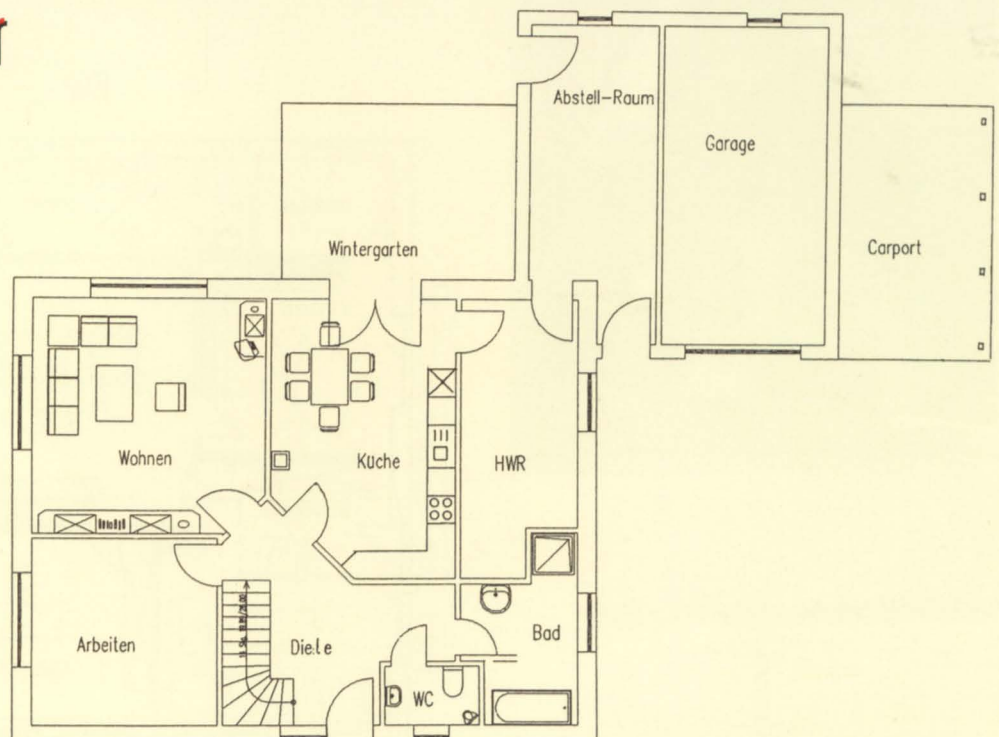 Abstell-Raum
Garage
Wintergarten
Carport
Wohnen
Küche
HWR
Arbeiten
Diele
Bad
WC